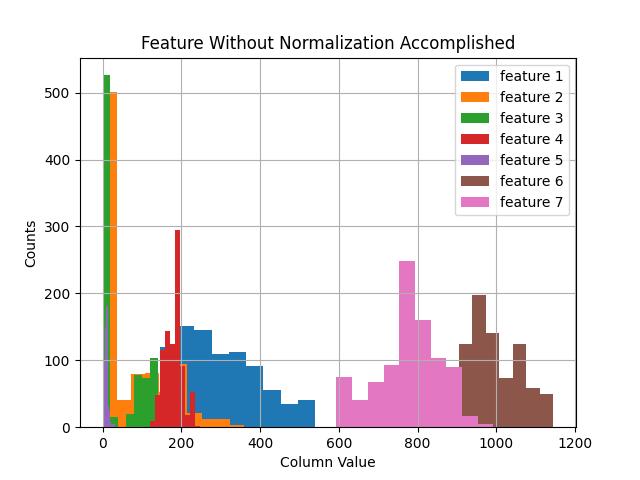 Feature Without Normalization Accomplished
feature 1
feature 2
feature 3
feature 4
feature 5
feature 6
feature 7
500
400
300
200
100
0
Counts
0 200 400 600 800 1000 1200
Column Value